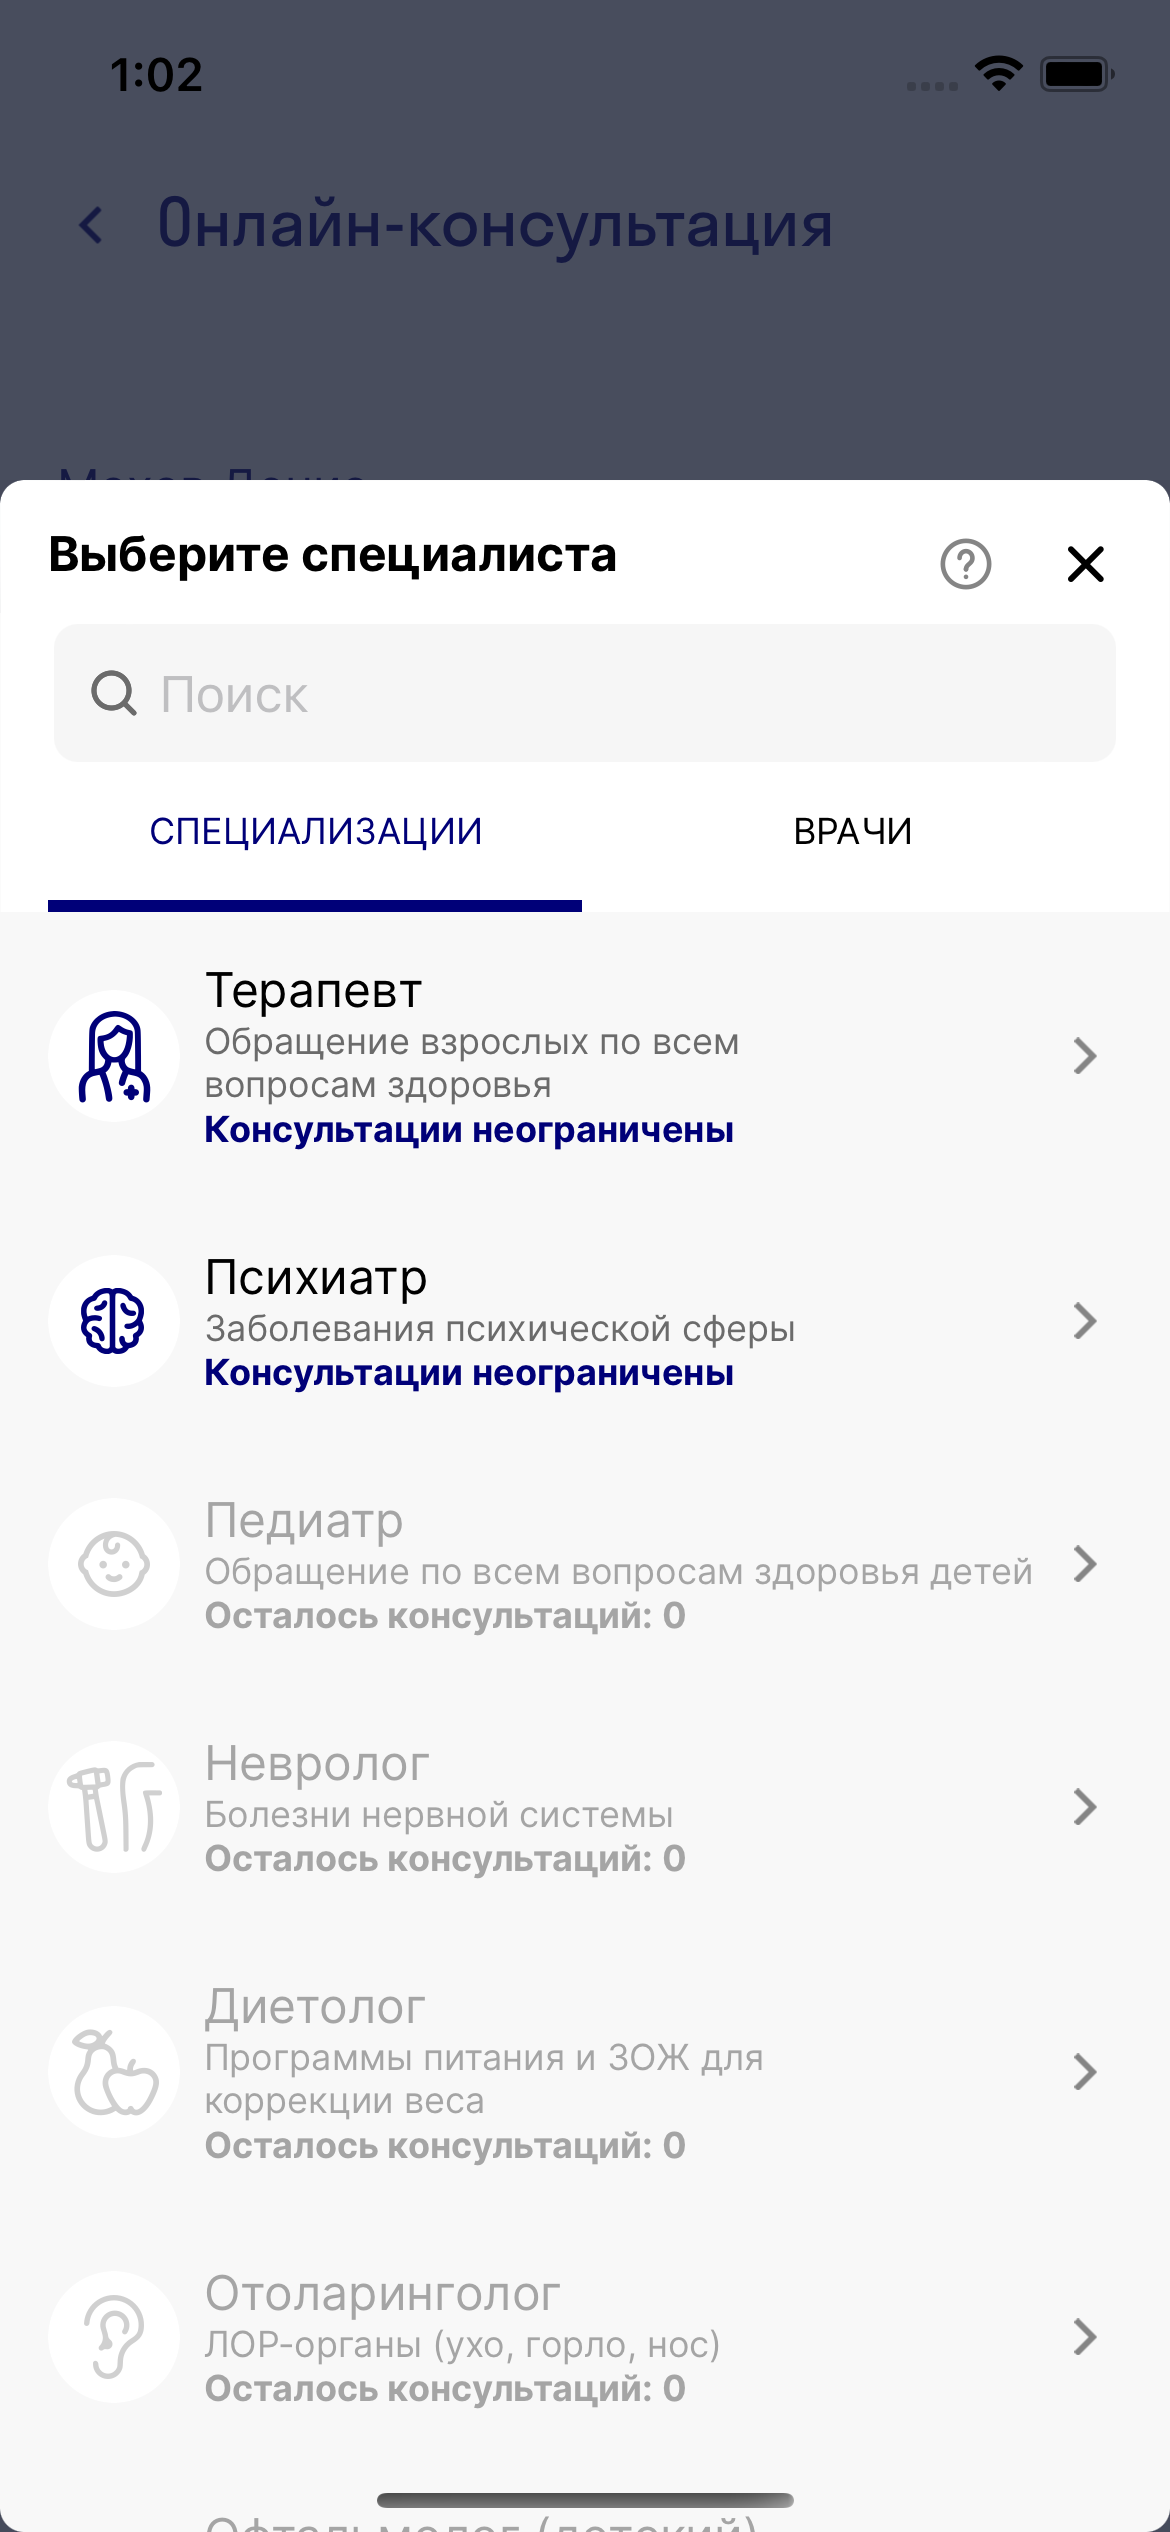 1:02
Онлайн-консультация
Выберите специалиста
Поиск
СПЕЦИАЛИЗАЦИИ
ВРАЧИ
Терапевт
Обращение взрослых по всем
вопросам здоровья
Консультации неограничены
Психиатр
Заболевания психической сферы
Консультации неограничены
Педиатр
Обращение по всем вопросам здоровья детей
Осталось консультаций: 0
Невролог
Болезни нервной системы
Осталось консультаций: 0
Диетолог
Программы питания и ЗОЖ для
коррекции веса
Осталось консультаций: 0
Отоларинголог
ЛОР-органы (ухо, горло, нос)
Осталось консультаций: 0
Офтальмолог (детский)